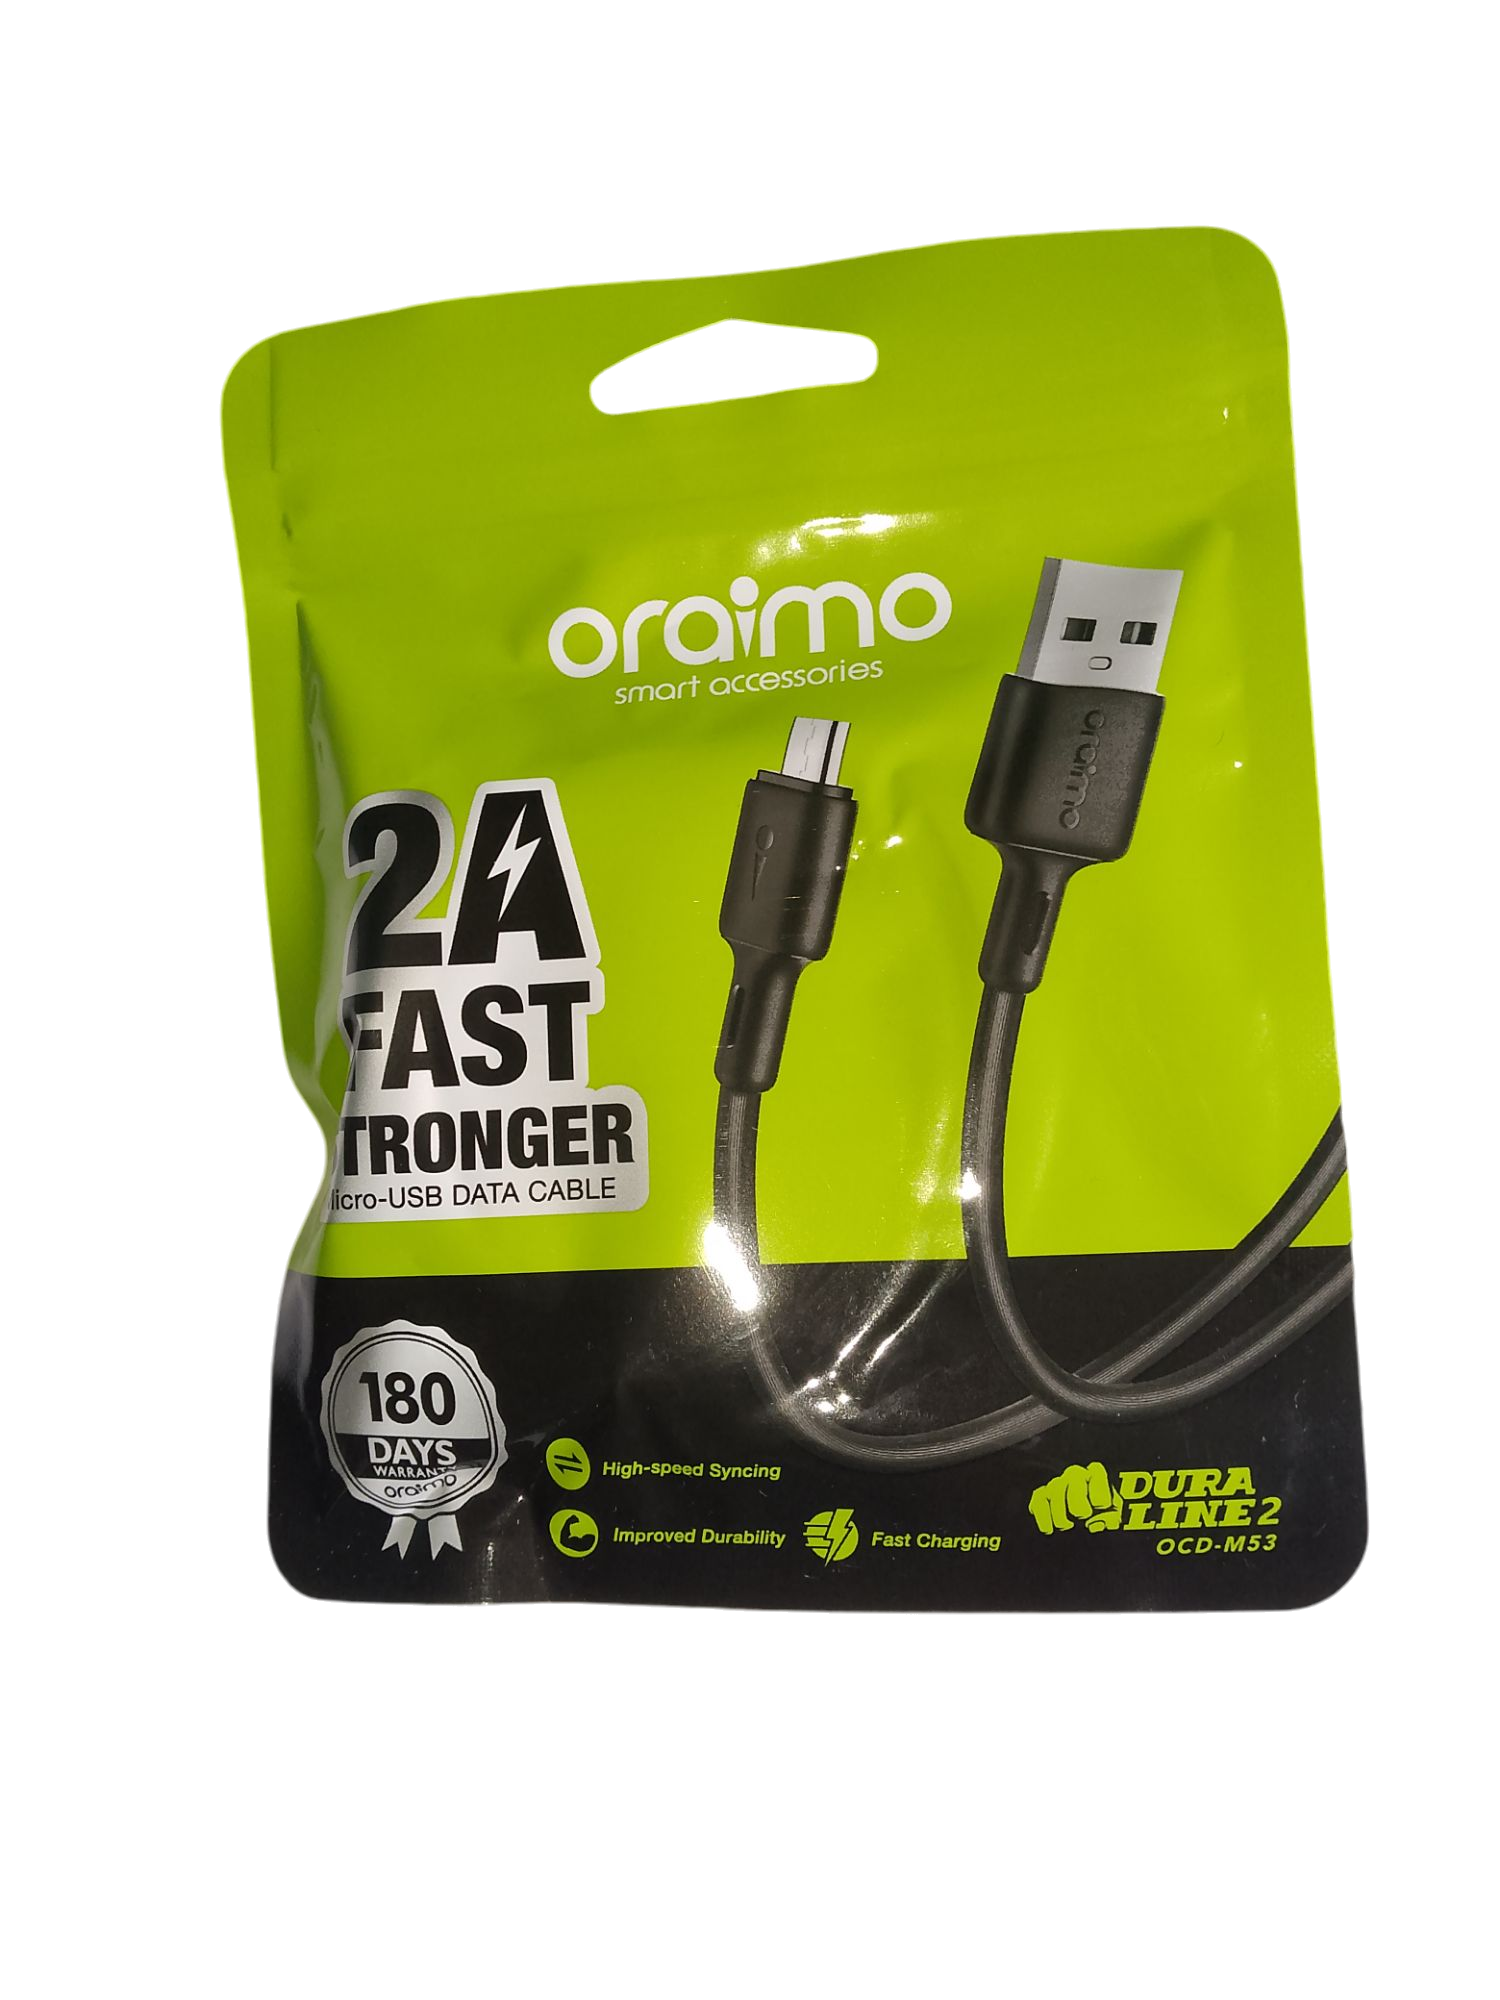 oraimo
smart accessories
oraimo
2A
FAST
TRONGER
icro-USB DATA CABLE
180
DAYS
WARRANTY
oraimo
High-speed Syncing
Improved Durability
Fast Charging
DURA
LINE 2
OCD-M53